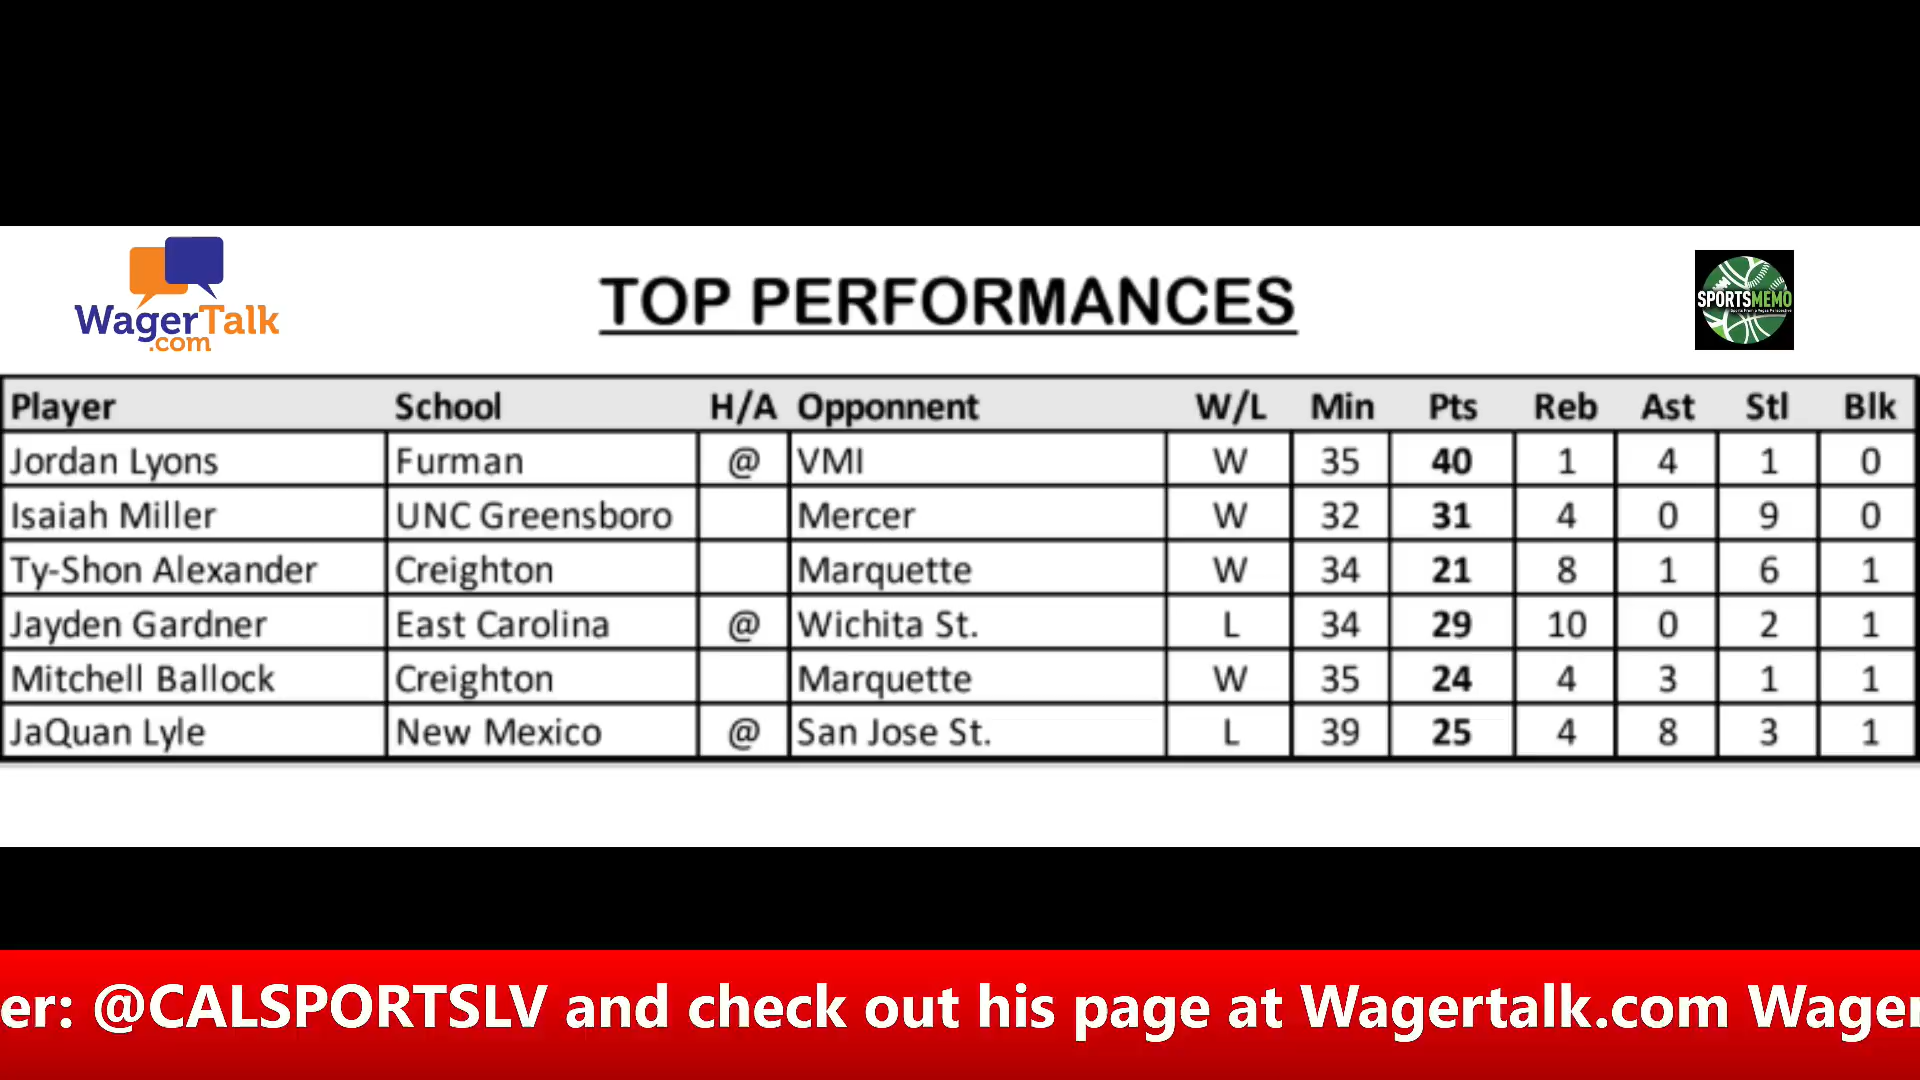 WagerTalk
.com
TOP PERFORMANCES
SPORTSMEMO
Player School H/A Opponnent W/L Min Pts Reb Ast Stl Blk
Jordan Lyons Furman @ VMI W 35 40 1 4 1 0
Isaiah Miller UNC Greensboro Mercer W 32 31 4 0 9 0
Ty-Shon Alexander Creighton Marquette W 34 21 8 1 6 1
Jayden Gardner East Carolina @ Wichita St. L 34 29 10 0 2 1
Mitchell Ballock Creighton Marquette W 35 24 4 3 1 1
JaQuan Lyle New Mexico @ San Jose St. L 39 25 4 8 3 1
er: @CALSPORTSLV and check out his page at Wagertalk.com Wager